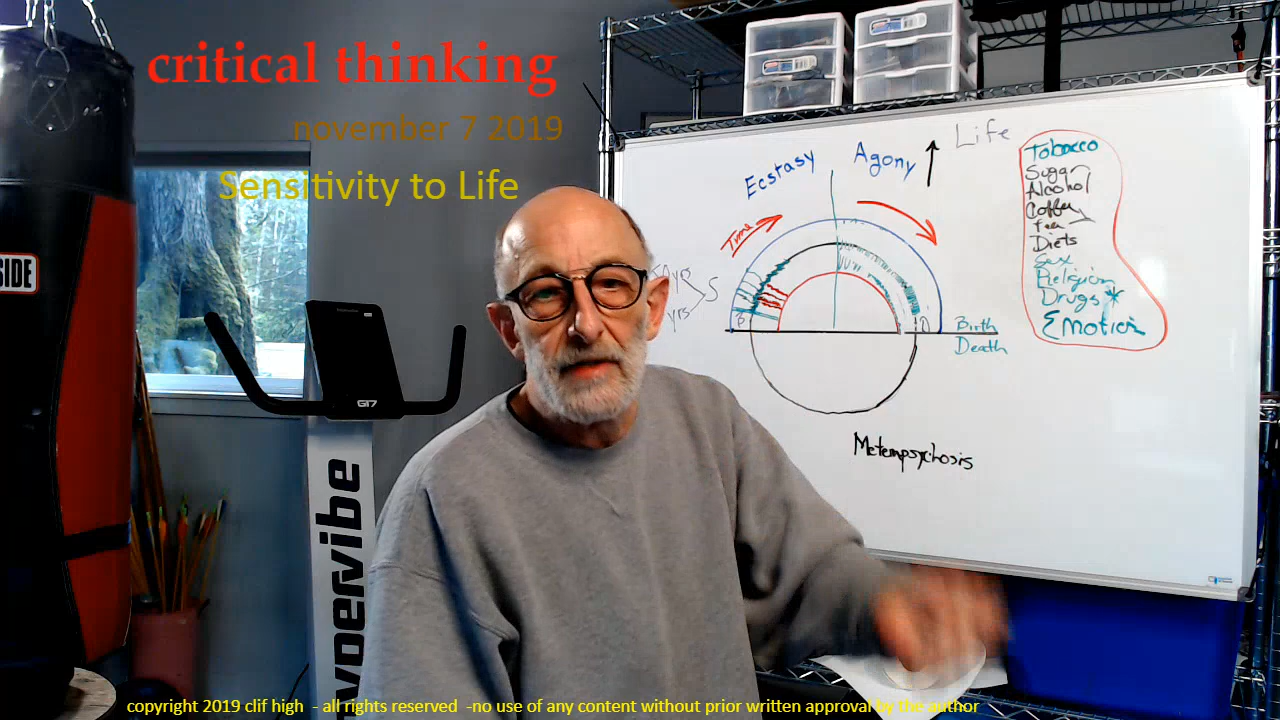 critical thinking
november 7 2019
Sensitivity to Life
SIDE
G17
Ecstasy
Agony
Life
Time
B
S
Birth
Death
Tobacco
Sugar
Alcohol
Coffee
Tea
Diets
Sex
Religion
Drugs *
Emotion
Metempsychosis
copyright 2019 clif high - all rights reserved -no use of any content without prior written approval by the author